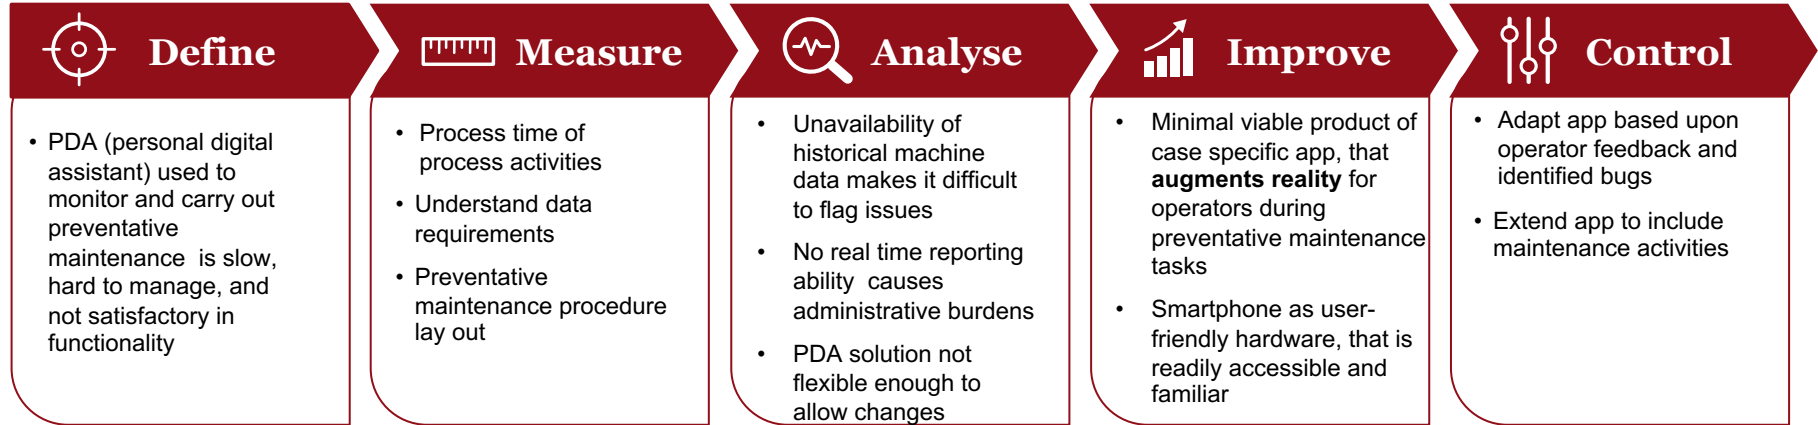 Define
• PDA (personal digital
assistant) used to
monitor and carry out
preventative
maintenance is slow,
hard to manage, and
not satisfactory in
functionality
Measure
• Process time of
process activities
• Understand data
requirements
• Preventative
maintenance procedure
lay out
Analyse
• Unavailability of
historical machine
data makes it difficult
to flag issues
• No real time reporting
ability causes
administrative burdens
• PDA solution not
flexible enough to
allow changes
Improve
• Minimal viable product of
case specific app, that
augments reality for
operators during
preventative maintenance
tasks
• Smartphone as user-
friendly hardware, that is
readily accessible and
familiar
Control
• Adapt app based upon
operator feedback and
identified bugs
• Extend app to include
maintenance activities